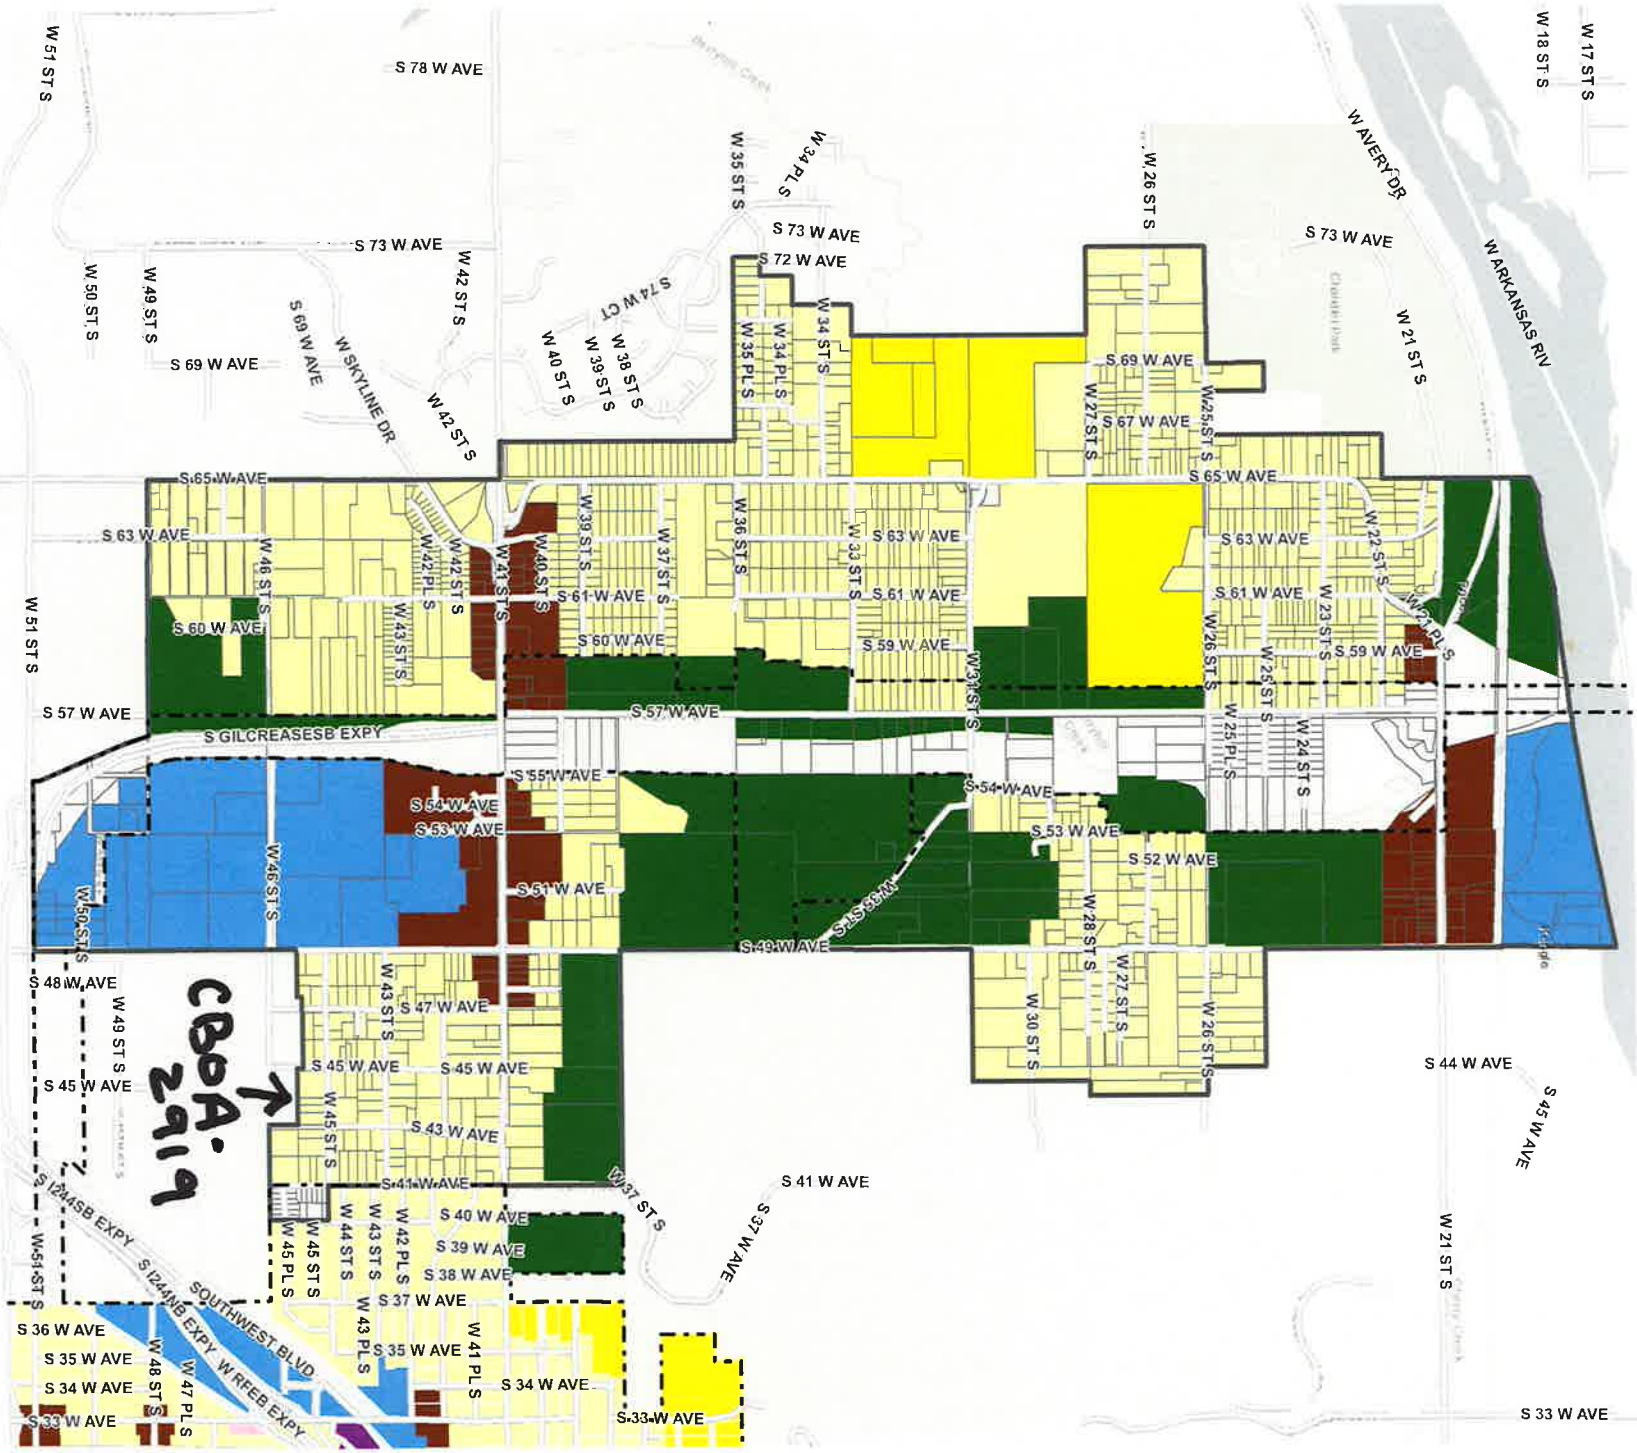 W 51 ST S
S 78 W AVE
W 18 ST S
W 17 ST S
W AVERY DR
W 35 ST S
W 34 PL S
W 26 ST S
S 73 W AVE
S 73 W AVE
S 73 W AVE
S 72 W AVE
W ARKANSAS RIV
W 50 ST S
W 49 ST S
W 42 ST S
S 74 W CT
S 69 W AVE
S 69 W AVE
W SKYLINE DR
W 42 ST S
W 40 ST S
W 39 ST S
W 38 ST S
W 35 PL S
W 34 PL S
W 34 ST S
S 69 W AVE
W 27 ST S
S 67 W AVE
W 25 ST S
W 21 ST S
S 65 W AVE
S 65 W AVE
S 63 W AVE
W 46 ST S
W 42 PL S
W 42 ST S
W 41 ST S
W 40 ST S
W 39 ST S
W 37 ST S
W 36 ST S
W 33 ST S
S 63 W AVE
S 63 W AVE
W 22 ST S
S 61 W AVE
S 61 W AVE
S 61 W AVE
W 23 ST S
W 21 PL S
W 51 ST S
S 60 W AVE
W 43 ST S
S 60 W AVE
S 59 W AVE
W 31 ST S
W 26 ST S
W 25 ST S
S 59 W AVE
S 57 W AVE
S 57 W AVE
S GILCREASESB EXPY
W 25 PL S
W 24 ST S
S 55 W AVE
S 54 W AVE
S 54 W AVE
S 53 W AVE
S 53 W AVE
S 52 W AVE
W 46 ST S
S 51 W AVE
W 35 ST S
W 50 ST S
S 49 W AVE
W 28 ST S
S 48 W AVE
W 49 ST S
CBOA-
2919
W 43 ST S
S 47 W AVE
W 30 ST S
W 27 ST S
W 26 ST S
S 45 W AVE
S 45 W AVE
S 45 W AVE
S 44 W AVE
S 45 W AVE
W 45 ST S
S 43 W AVE
S 41 W AVE
S 41 W AVE
W 37 ST S
S 37 W AVE
S I244SB EXPY
W 51 ST S
W 45 PL S
W 45 ST S
W 44 ST S
W 43 ST S
W 42 PL S
S 40 W AVE
S 39 W AVE
S 38 W AVE
W 21 ST S
S I244NB EXPY
SOUTHWEST BLVD
S 37 W AVE
W 43 PL S
S 36 W AVE
S 35 W AVE
S 35 W AVE
W 41 PL S
W 48 ST S
W 47 PL S
W RFEB EXPY
S 34 W AVE
S 34 W AVE
S 33 W AVE
S 33 W AVE
S 33 W AVE